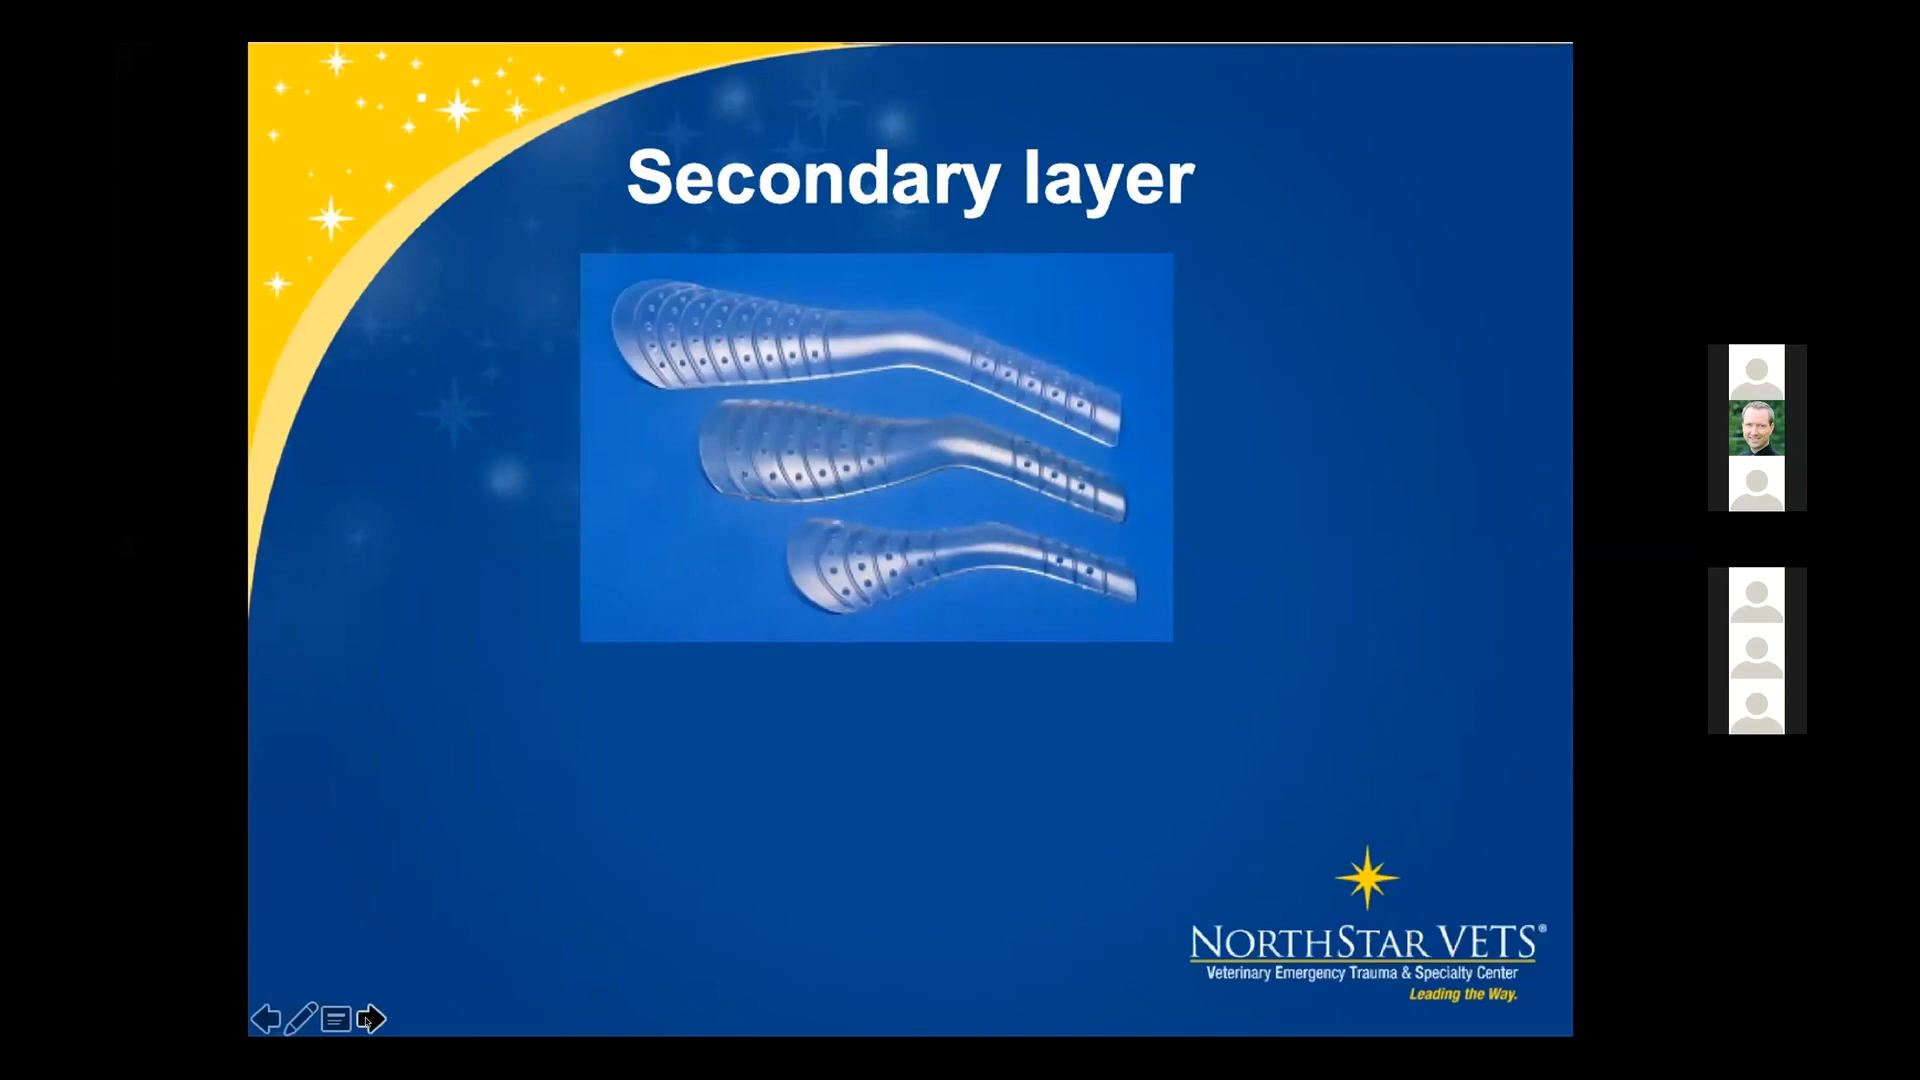 Secondary layer
NORTHSTAR VETS®
Veterinary Emergency Trauma & Specialty Center
Leading the Way.